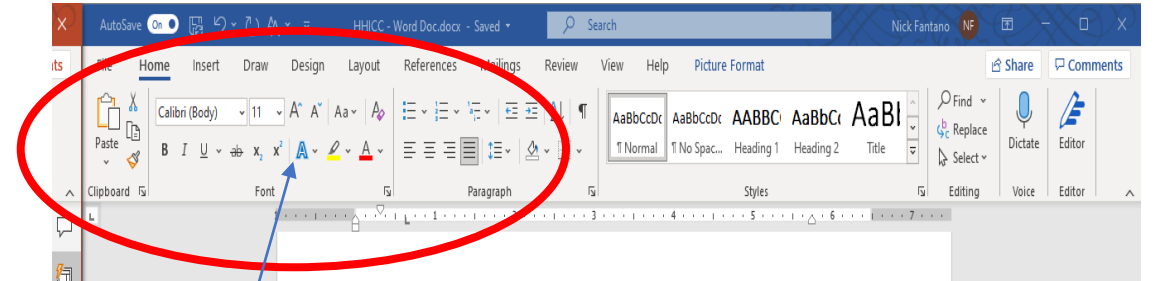 AutoSave On HHICC - Word Doc.docx - Saved Search Nick Fantano NF
ts File Home Insert Draw Design Layout References Mailings Review View Help Picture Format Share Comments
Calibri (Body) 11 A^ A˅ Aa A AaBbCcDc AaBbCcDc AABBC AaBbCc AaBl Find
Paste B I U ab x₂ x² A A ¶ Normal ¶ No Spac... Heading 1 Heading 2 Title Replace Dictate Editor
Select
Clipboard Font Paragraph Styles Editing Voice Editor
L 1 2 3 4 5 6 7